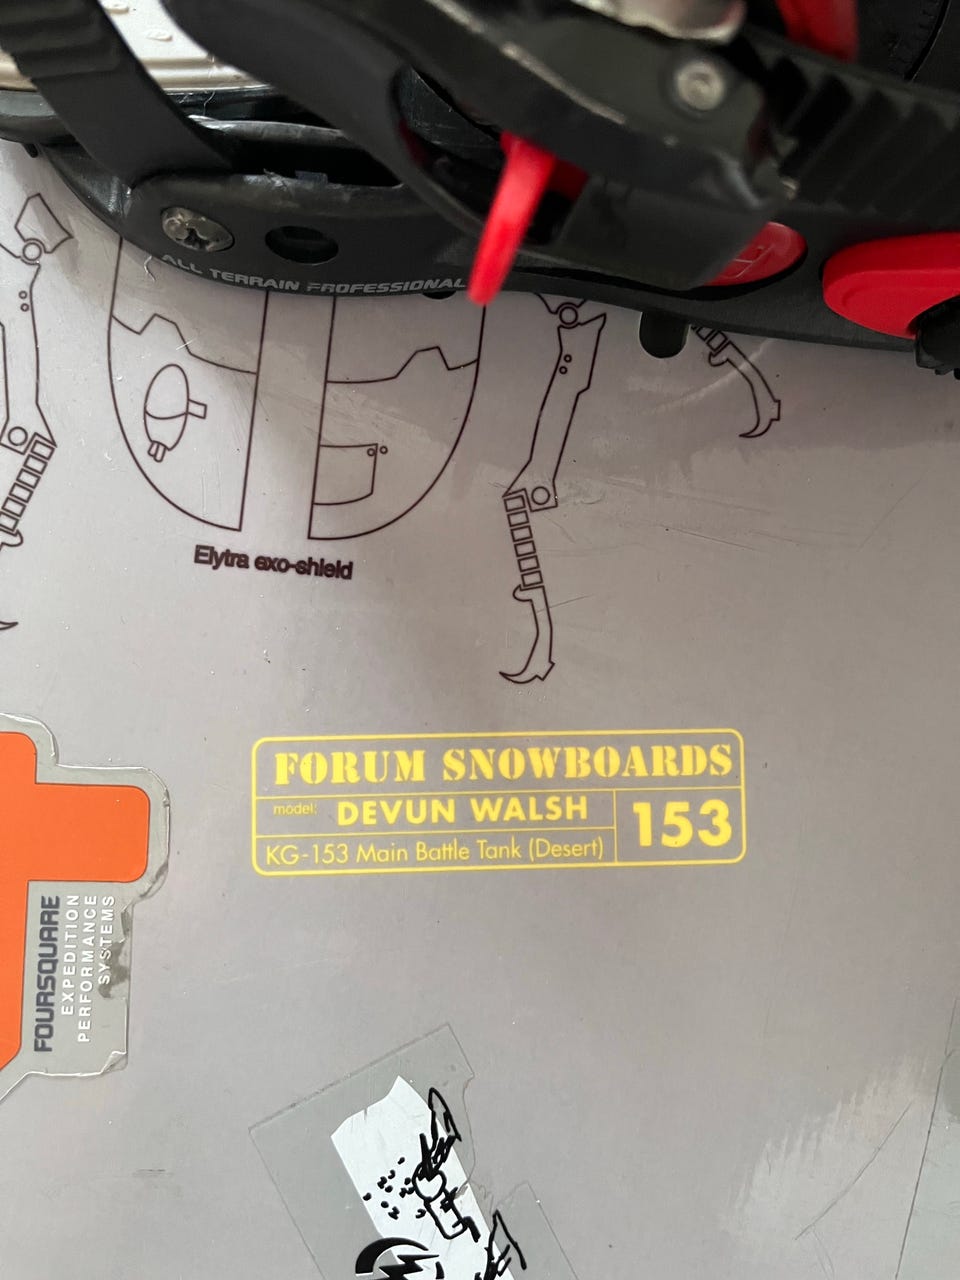 ALL TERRAIN PROFESSIONAL
Elytra exo-shield
FORUM SNOWBOARDS
model: DEVUN WALSH
153
KG-153 Main Battle Tank (Desert)
FOURSQUARE
EXPEDITION
PERFORMANCE
SYSTEMS